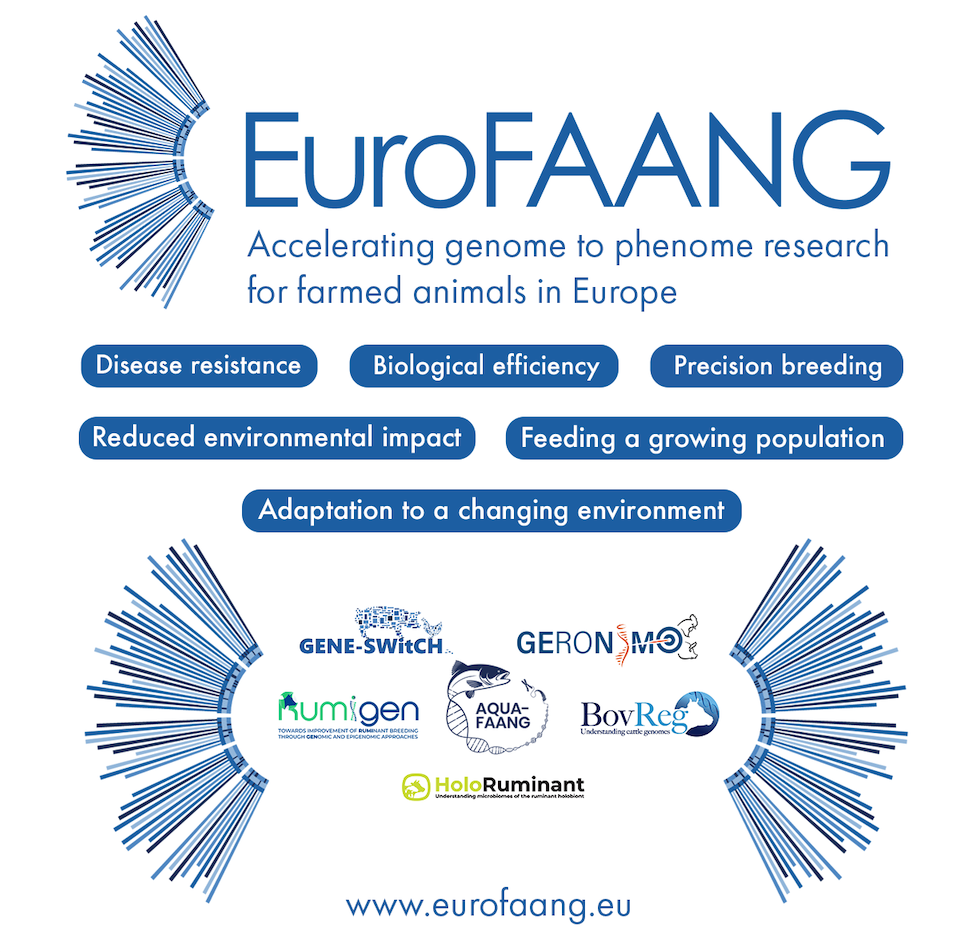 EuroFAANG
Accelerating genome to phenome research
for farmed animals in Europe
Disease resistance
Biological efficiency
Precision breeding
Reduced environmental impact
Feeding a growing population
Adaptation to a changing environment
GENE-SWitCH
GERONIMO
Rumigen
TOWARDS IMPROVEMENT OF RUMINANT BREEDING
THROUGH GENOMIC AND EPIGENOMIC APPROACHES
AQUA-
FAANG
BovReg
Understanding cattle genomes
HoloRuminant
Understanding microbiomes of the ruminant holobiont
www.eurofaang.eu